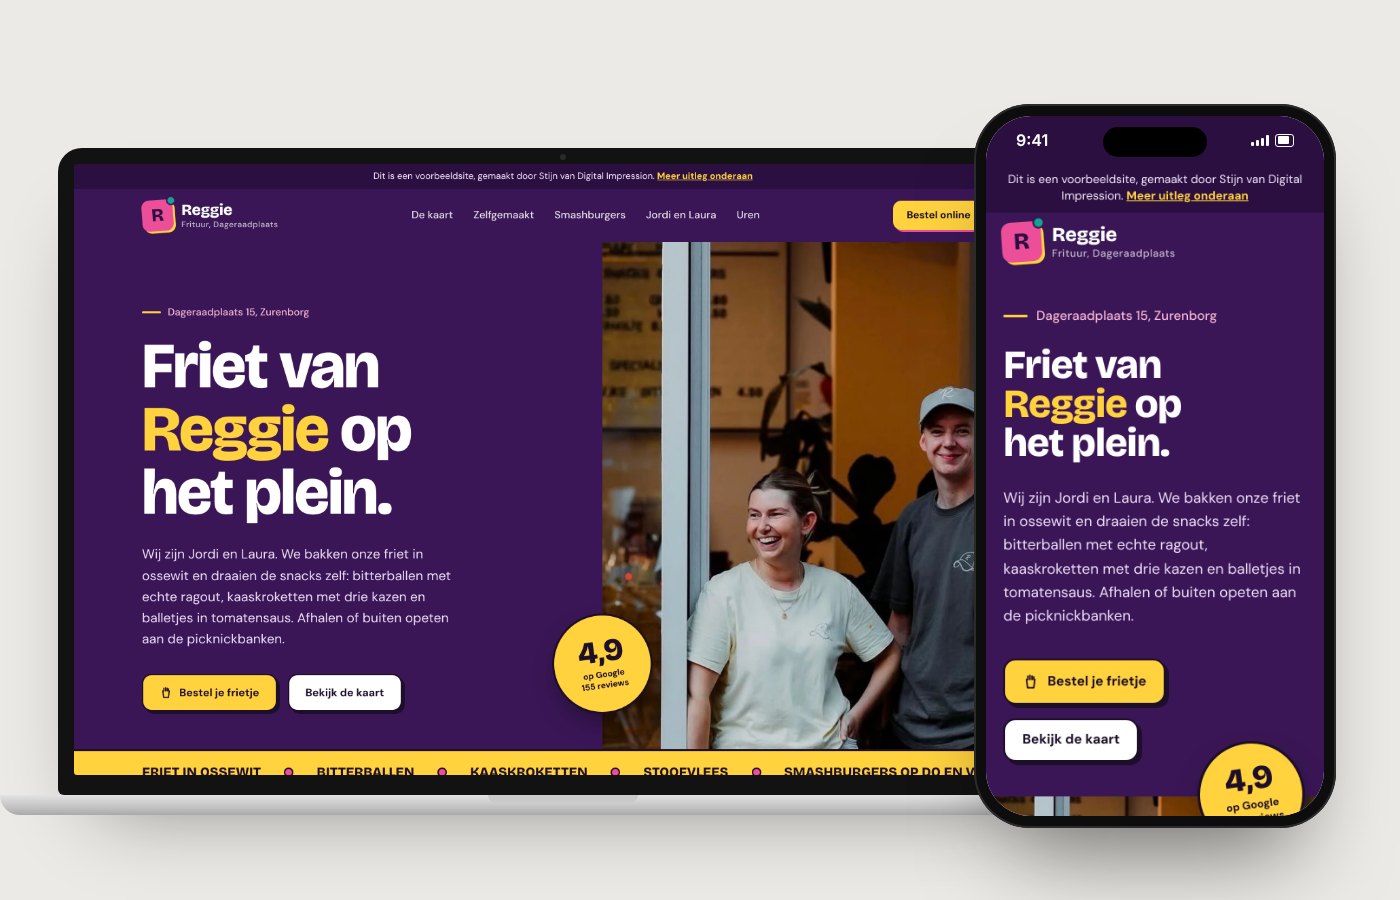 Dit is een voorbeeldsite, gemaakt door Stijn van Digital Impression. Meer uitleg onderaan
R
Reggie
Frituur, Dageraadplaats
De kaart
Zelfgemaakt
Smashburgers
Jordi en Laura
Uren
Bestel online
Dageraadplaats 15, Zurenborg
Friet van
Reggie op
het plein.
Wij zijn Jordi en Laura. We bakken onze friet in
ossewit en draaien de snacks zelf: bitterballen met
echte ragout, kaaskroketten met drie kazen en
balletjes in tomatensaus. Afhalen of buiten opeten
aan de picknickbanken.
Bestel je frietje
Bekijk de kaart
4,9
op Google
155 reviews
FRIET IN OSSEWIT
BITTERBALLEN
KAASKROKETTEN
STOOFVLEES
SMASHBURGERS OP DO EN V
9:41
Dit is een voorbeeldsite, gemaakt door Stijn van Digital
Impression. Meer uitleg onderaan
R
Reggie
Frituur, Dageraadplaats
Dageraadplaats 15, Zurenborg
Friet van
Reggie op
het plein.
Wij zijn Jordi en Laura. We bakken onze friet
in ossewit en draaien de snacks zelf:
bitterballen met echte ragout,
kaaskroketten met drie kazen en balletjes in
tomatensaus. Afhalen of buiten opeten aan
de picknickbanken.
Bestel je frietje
Bekijk de kaart
4,9
op Google